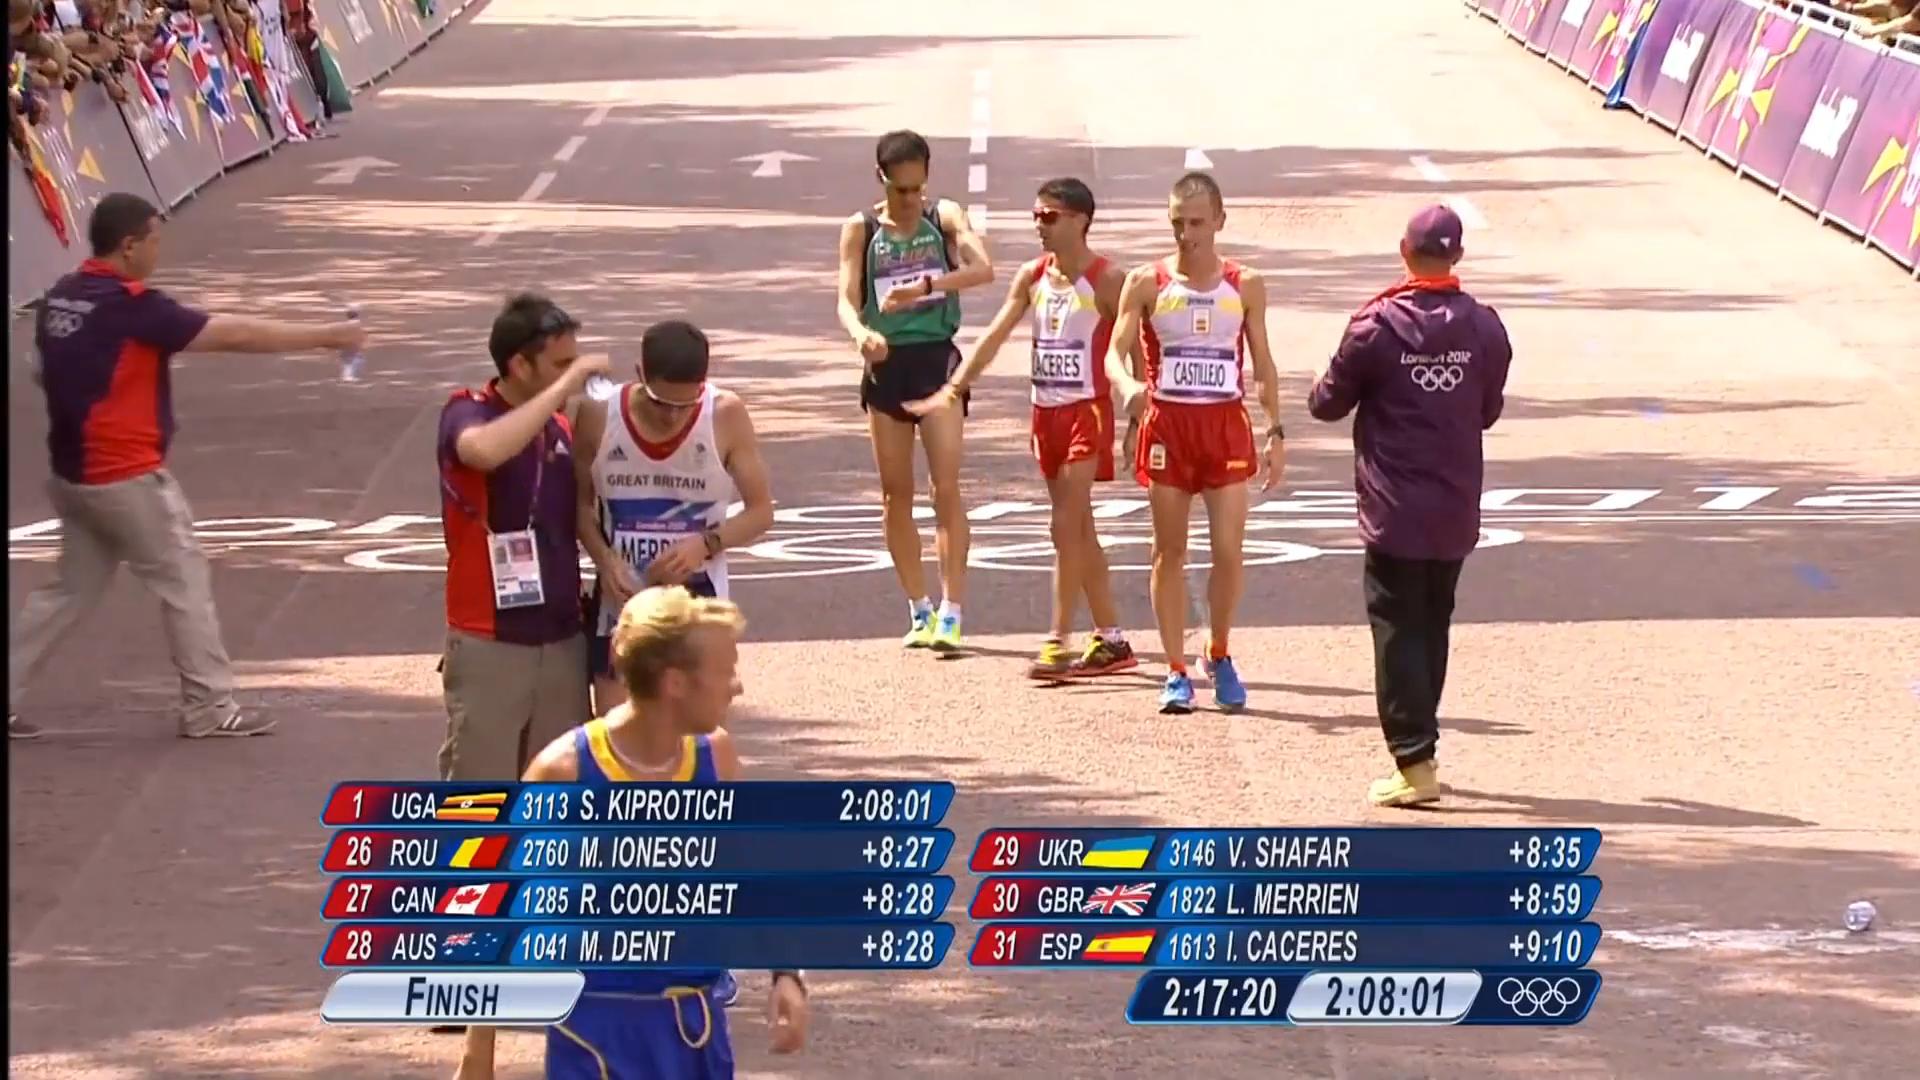 LONDON 2012
GREAT BRITAIN
London 2012
CACERES
CASTILLEJO
1 UGA 3113 S. KIPROTICH 2:08:01
26 ROU 2760 M. IONESCU +8:27
27 CAN 1285 R. COOLSAET +8:28
28 AUS 1041 M. DENT +8:28
29 UKR 3146 V. SHAFAR +8:35
30 GBR 1822 L. MERRIEN +8:59
31 ESP 1613 I. CACERES +9:10
FINISH
2:17:20 2:08:01